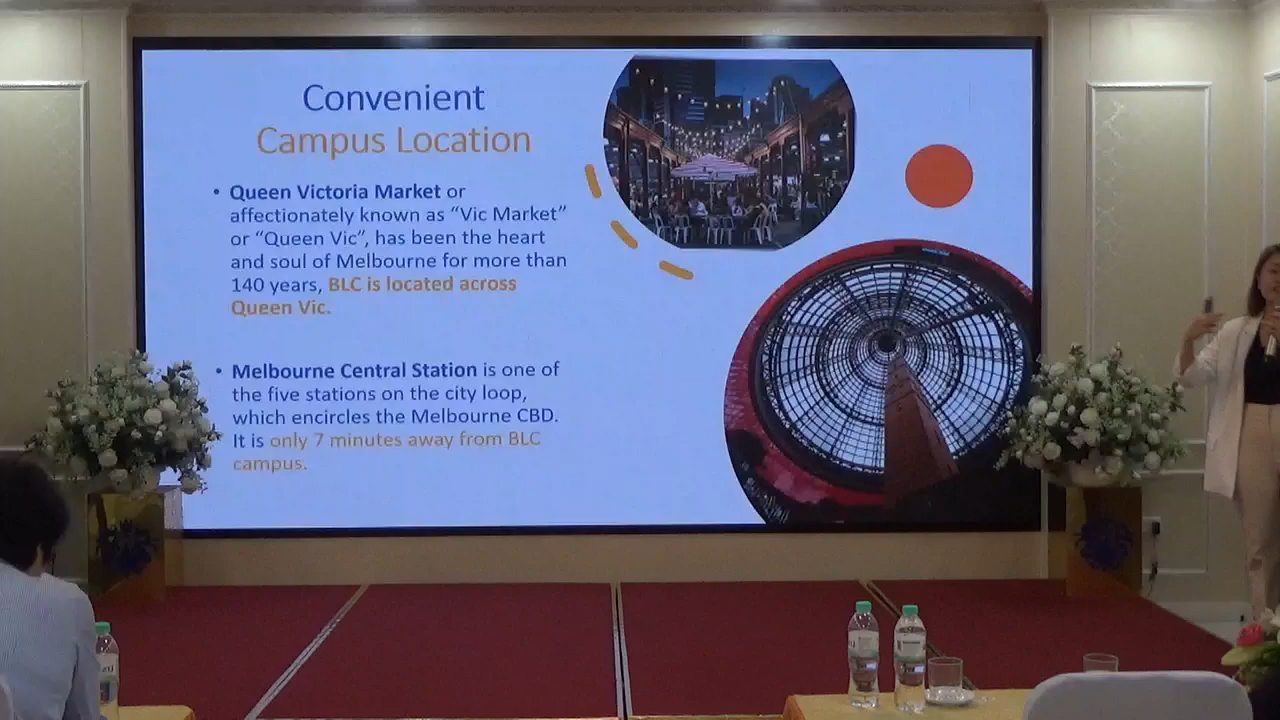 Convenient
Campus Location
• Queen Victoria Market or
affectionately known as “Vic Market”
or “Queen Vic”, has been the heart
and soul of Melbourne for more than
140 years, BLC is located across
Queen Vic.
• Melbourne Central Station is one of
the five stations on the city loop,
which encircles the Melbourne CBD.
It is only 7 minutes away from BLC
campus.